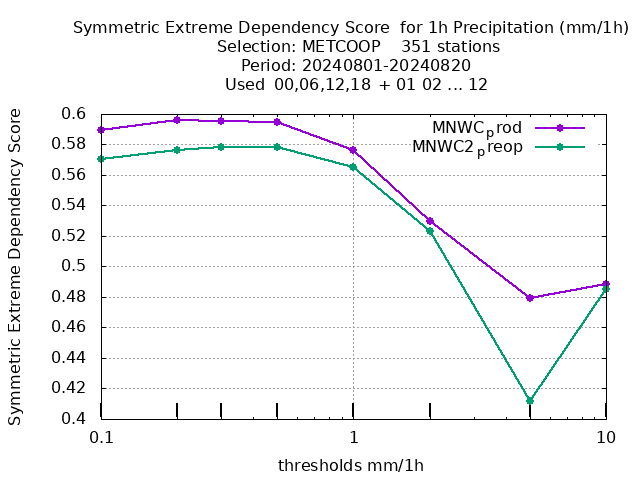 Symmetric Extreme Dependency Score  for 1h Precipitation (mm/1h)
Selection: METCOOP    351 stations
Period: 20240801-20240820
Used  00,06,12,18  + 01 02 ... 12
Symmetric Extreme Dependency Score
0.6
0.58
0.56
0.54
0.52
0.5
0.48
0.46
0.44
0.42
0.4
MNWCprod
MNWC2preop
0.1 1 10
thresholds mm/1h